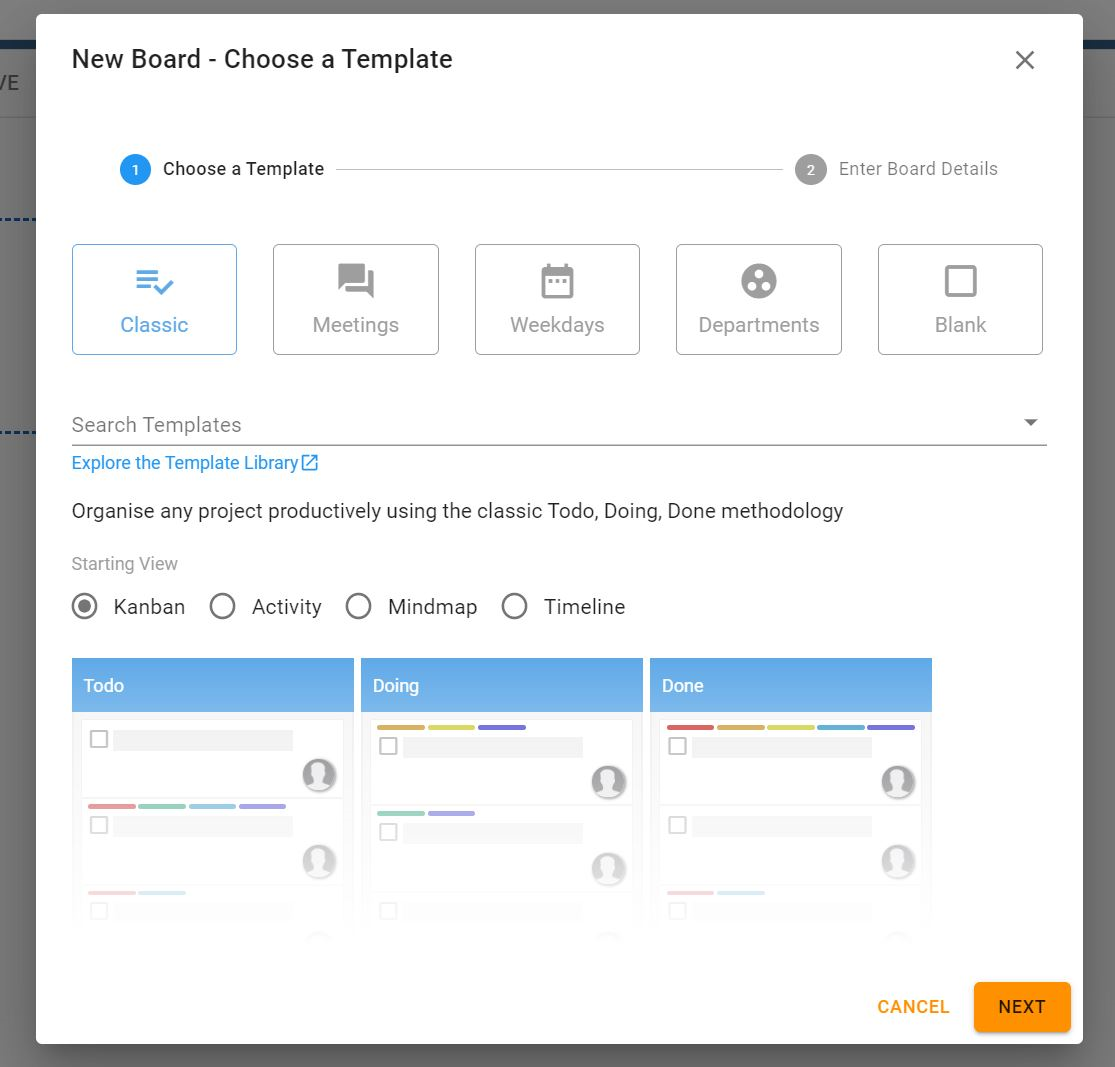 New Board - Choose a Template
VE
1 Choose a Template 2 Enter Board Details
Classic Meetings Weekdays Departments Blank
Search Templates
Explore the Template Library
Organise any project productively using the classic Todo, Doing, Done methodology
Starting View
Kanban Activity Mindmap Timeline
Todo Doing Done
CANCEL NEXT